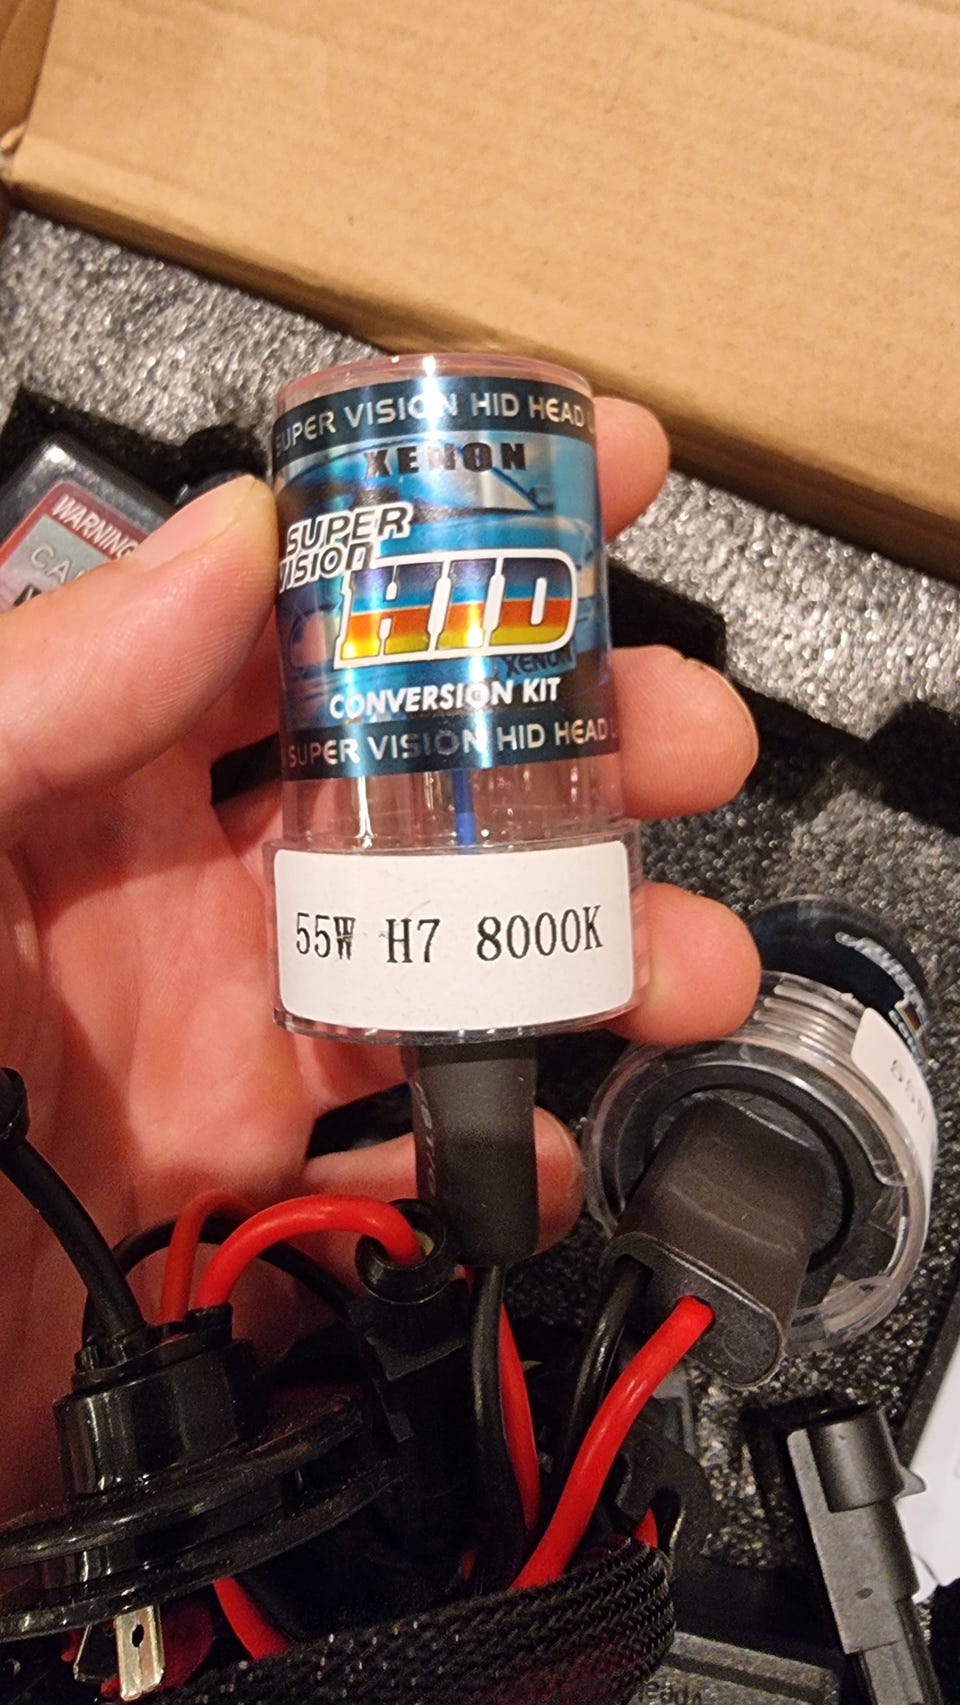 SUPER VISION HID HEAD
XENON
SUPER
VISION
HID
XENON
CONVERSION KIT
SUPER VISION HID HEAD
55W H7 8000K
WARNING
55W